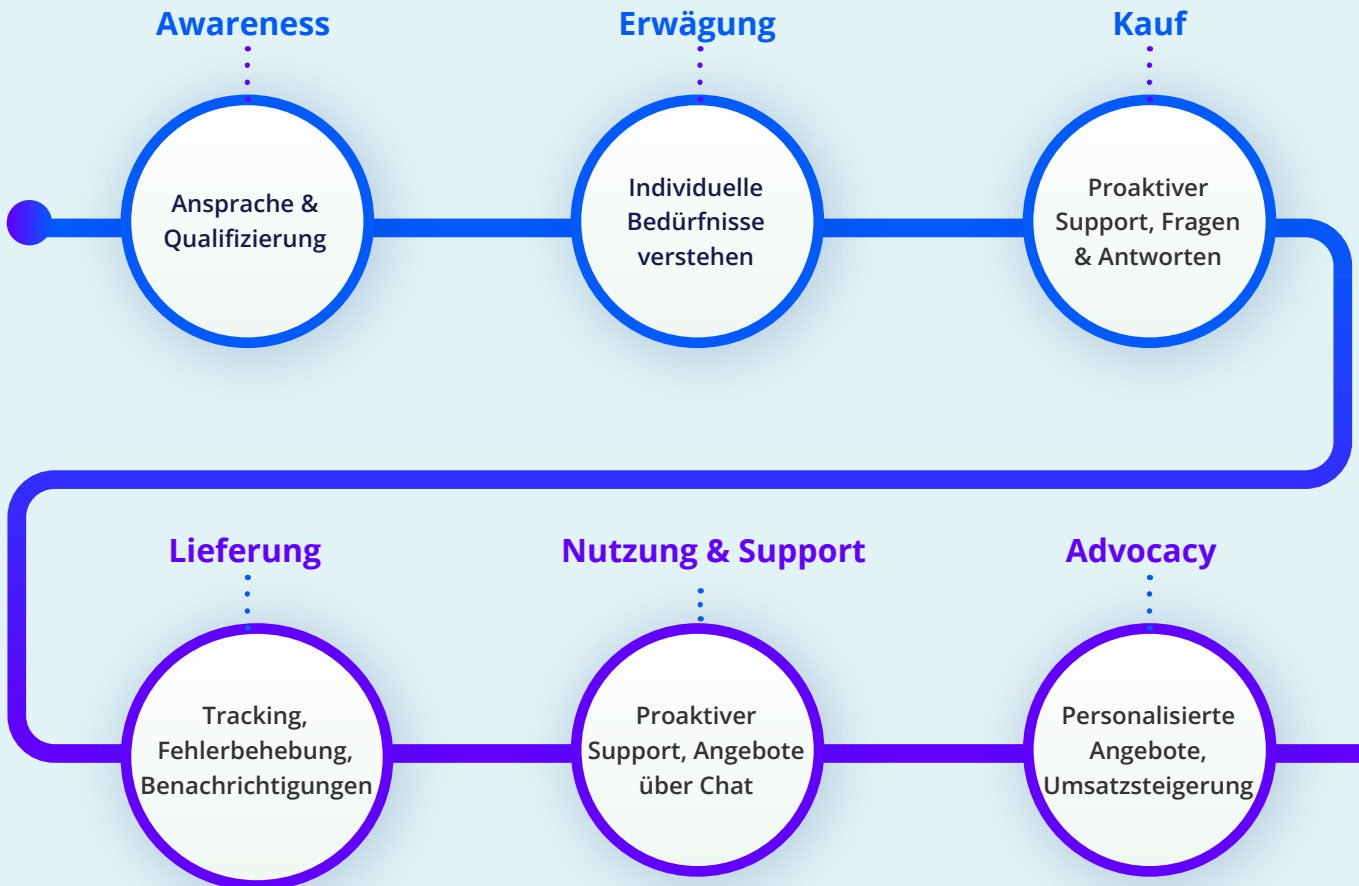 Awareness
Erwägung
Kauf
Ansprache &
Qualifizierung
Individuelle
Bedürfnisse
verstehen
Proaktiver
Support, Fragen
& Antworten
Lieferung
Nutzung & Support
Advocacy
Tracking,
Fehlerbehebung,
Benachrichtigungen
Proaktiver
Support, Angebote
über Chat
Personalisierte
Angebote,
Umsatzsteigerung